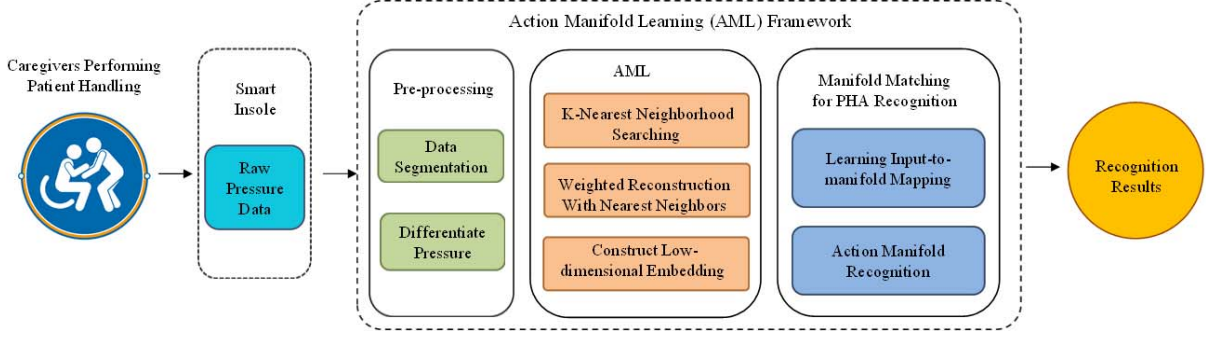 Action Manifold Learning (AML) Framework
Caregivers Performing
Patient Handling
Smart
Insole
Raw
Pressure
Data
Pre-processing
Data
Segmentation
Differentiate
Pressure
AML
K-Nearest Neighborhood
Searching
Weighted Reconstruction
With Nearest Neighbors
Construct Low-
dimensional Embedding
Manifold Matching
for PHA Recognition
Learning Input-to-
manifold Mapping
Action Manifold
Recognition
Recognition
Results